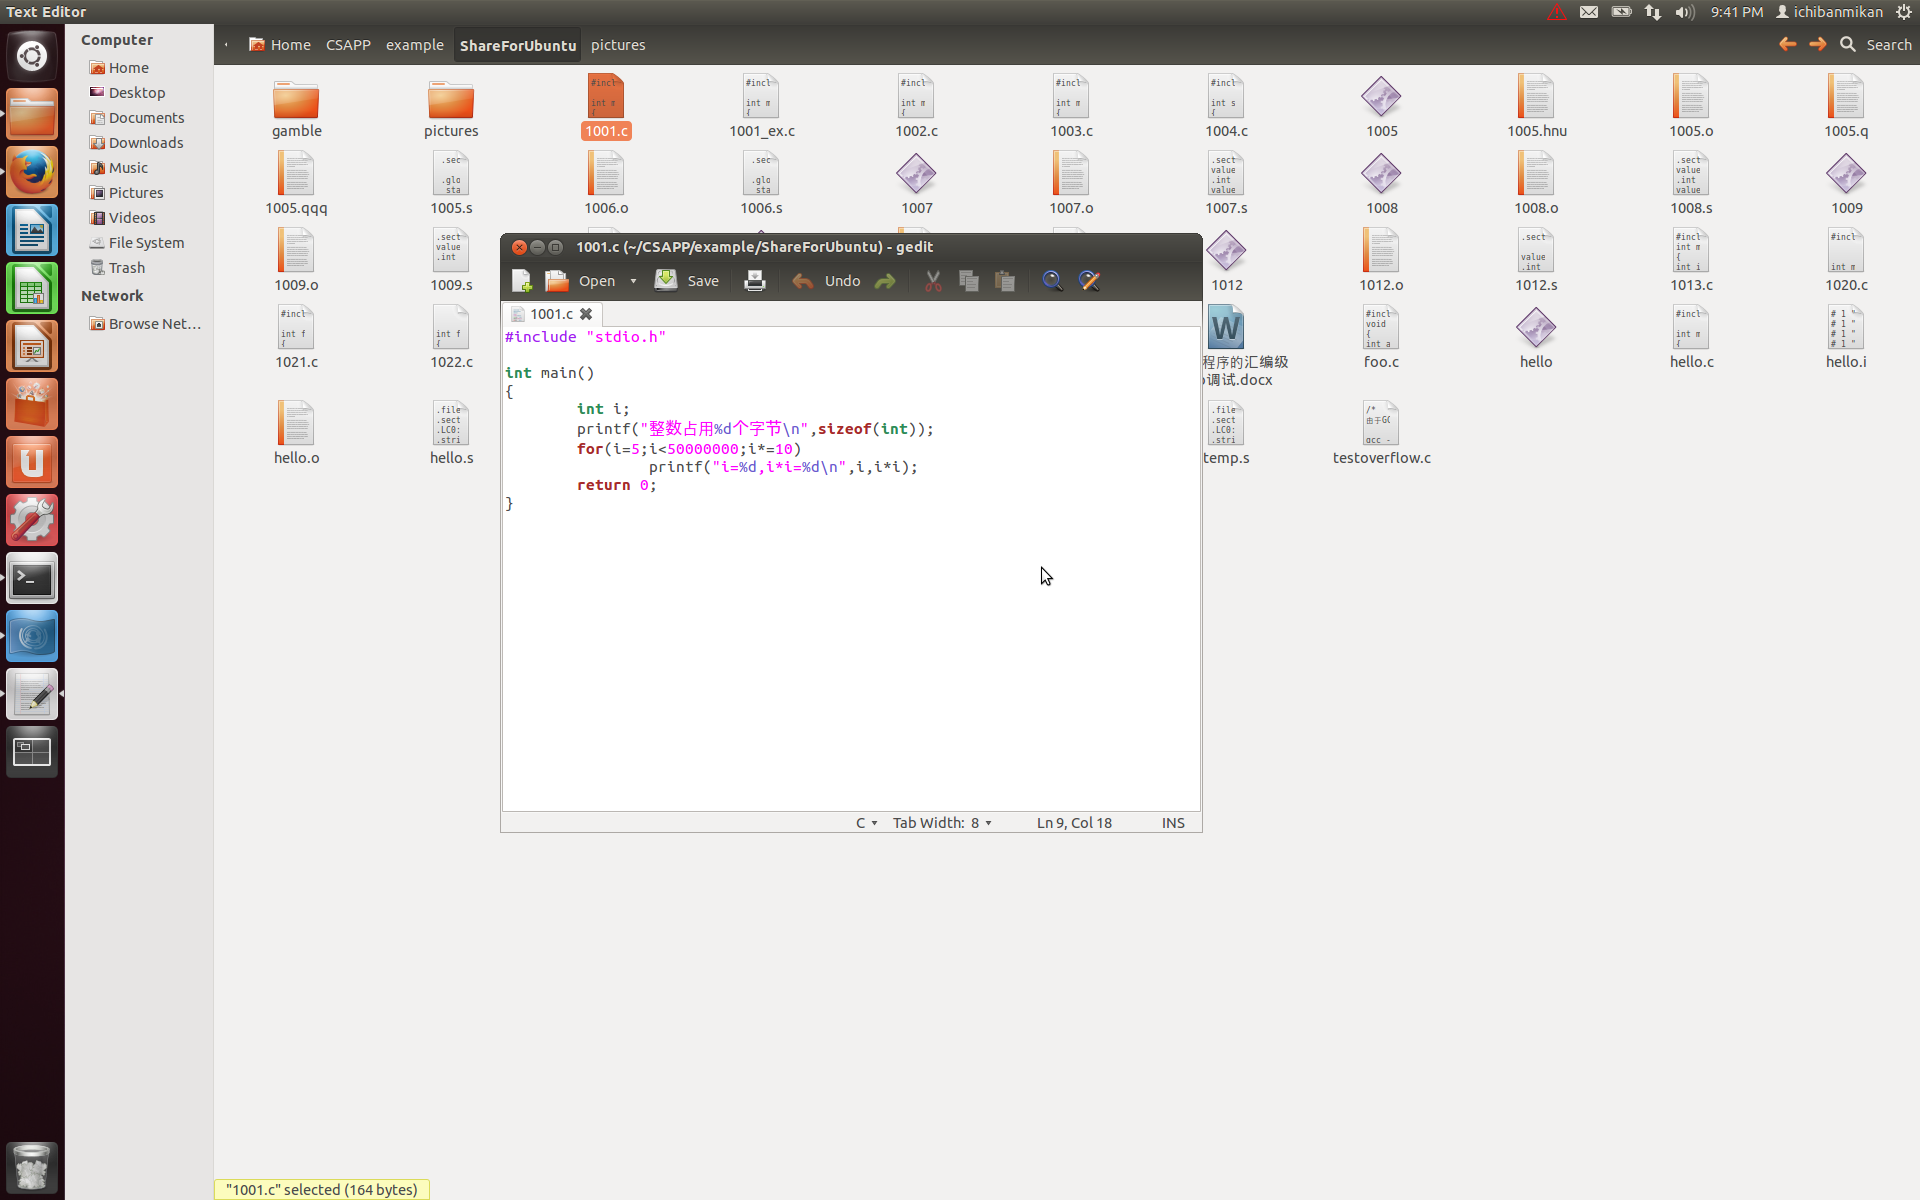 Text Editor
9:41 PM ichibanmikan
Home CSAPP example ShareForUbuntu pictures
Search
Computer
Home
Desktop
Documents
Downloads
Music
Pictures
Videos
File System
Trash
Network
Browse Net...
gamble pictures 1001.c 1001_ex.c 1002.c 1003.c 1004.c 1005 1005.hnu 1005.o 1005.q
1005.qqq 1005.s 1006.o 1006.s 1007 1007.o 1007.s 1008 1008.o 1008.s 1009
1009.o 1009.s 1012 1012.o 1012.s 1013.c 1020.c
1021.c 1022.c 程序的汇编级 foo.c hello hello.c hello.i
调试.docx
hello.o hello.s temp.s testoverflow.c
1001.c (~/CSAPP/example/ShareForUbuntu) - gedit
Open Save Undo
1001.c
#include "stdio.h"
int main()
{
int i;
printf("整数占用%d个字节\n",sizeof(int));
for(i=5;i<50000000;i*=10)
printf("i=%d,i*i=%d\n",i,i*i);
return 0;
}
C Tab Width: 8 Ln 9, Col 18 INS
"1001.c" selected (164 bytes)